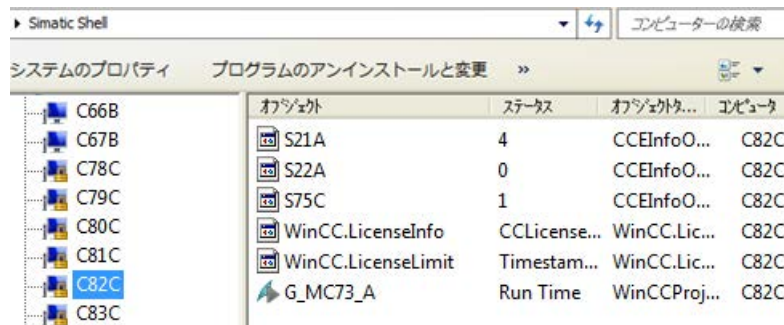 Simatic Shell
コンピューターの検索
システムのプロパティ プログラムのアンインストールと変更 »
C66B
C67B
C78C
C79C
C80C
C81C
C82C
C83C
ｵﾌﾞｼﾞｪｸﾄ ｽﾃｰﾀｽ ｵﾌﾞｼﾞｪｸﾄﾀ... ｺﾝﾋﾟｭｰﾀ
S21A 4 CCEInfoO... C82C
S22A 0 CCEInfoO... C82C
S75C 1 CCEInfoO... C82C
WinCC.LicenseInfo CCLicense... WinCC.Lic... C82C
WinCC.LicenseLimit Timestam... WinCC.Lic... C82C
G_MC73_A Run Time WinCCProj... C82C